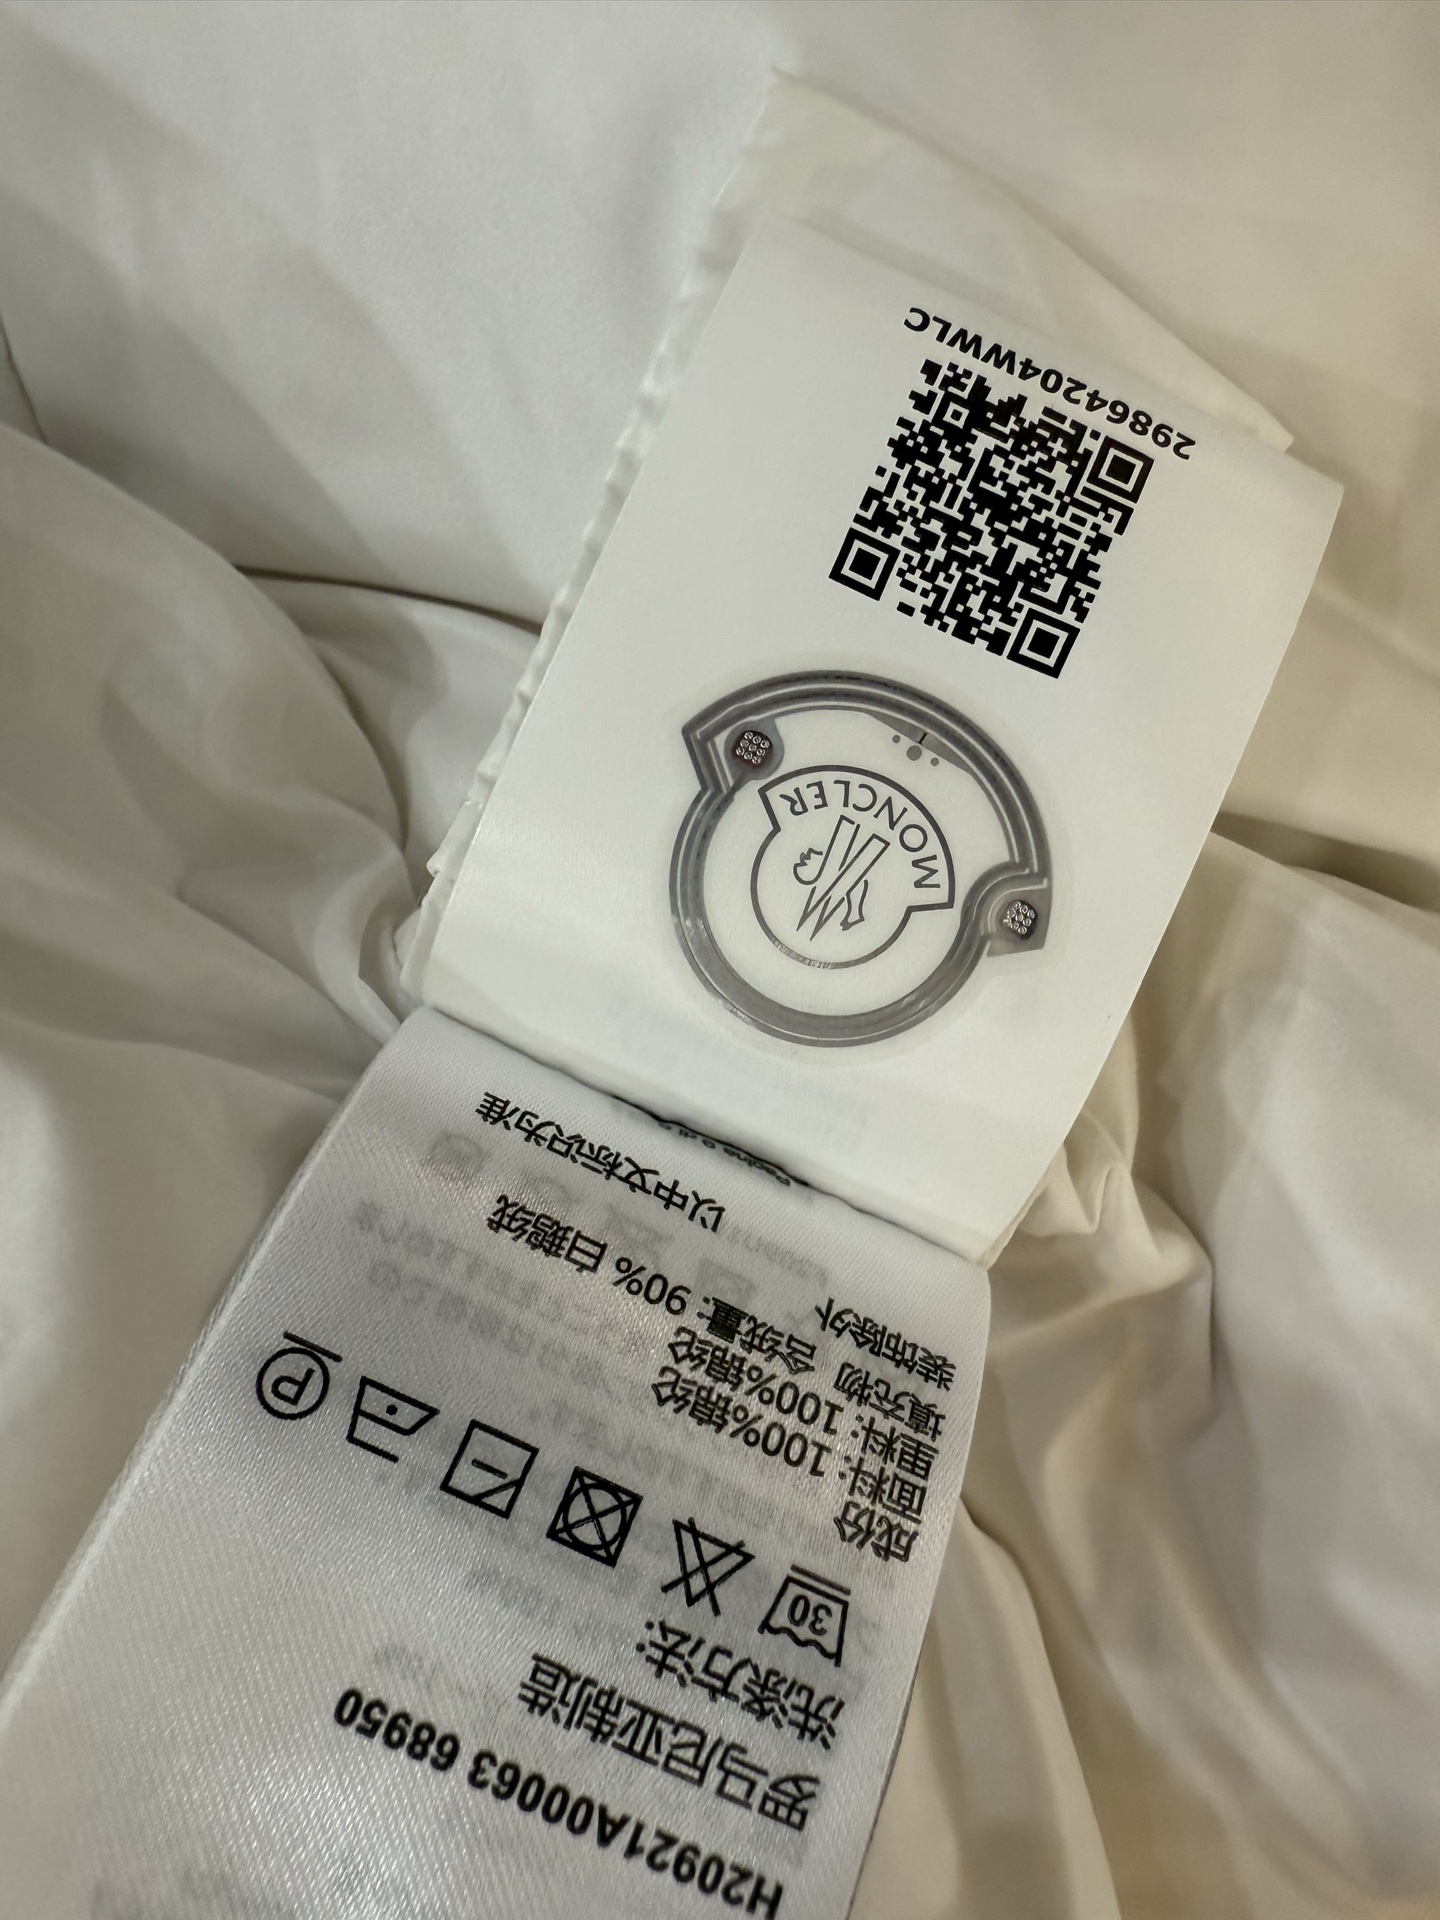 H20921A00063 68950
罗马尼亚制造
洗涤方法:
30 P
成份
面料: 100%锦纶
里料: 100%锦纶
填充物 含绒量: 90% 白鹅绒
装饰除外
以中文标识为准
MONCLER
29864204WWLC